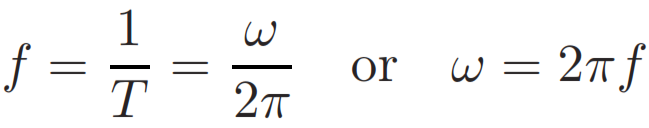 f = 1/T = ω/2π or ω = 2πf